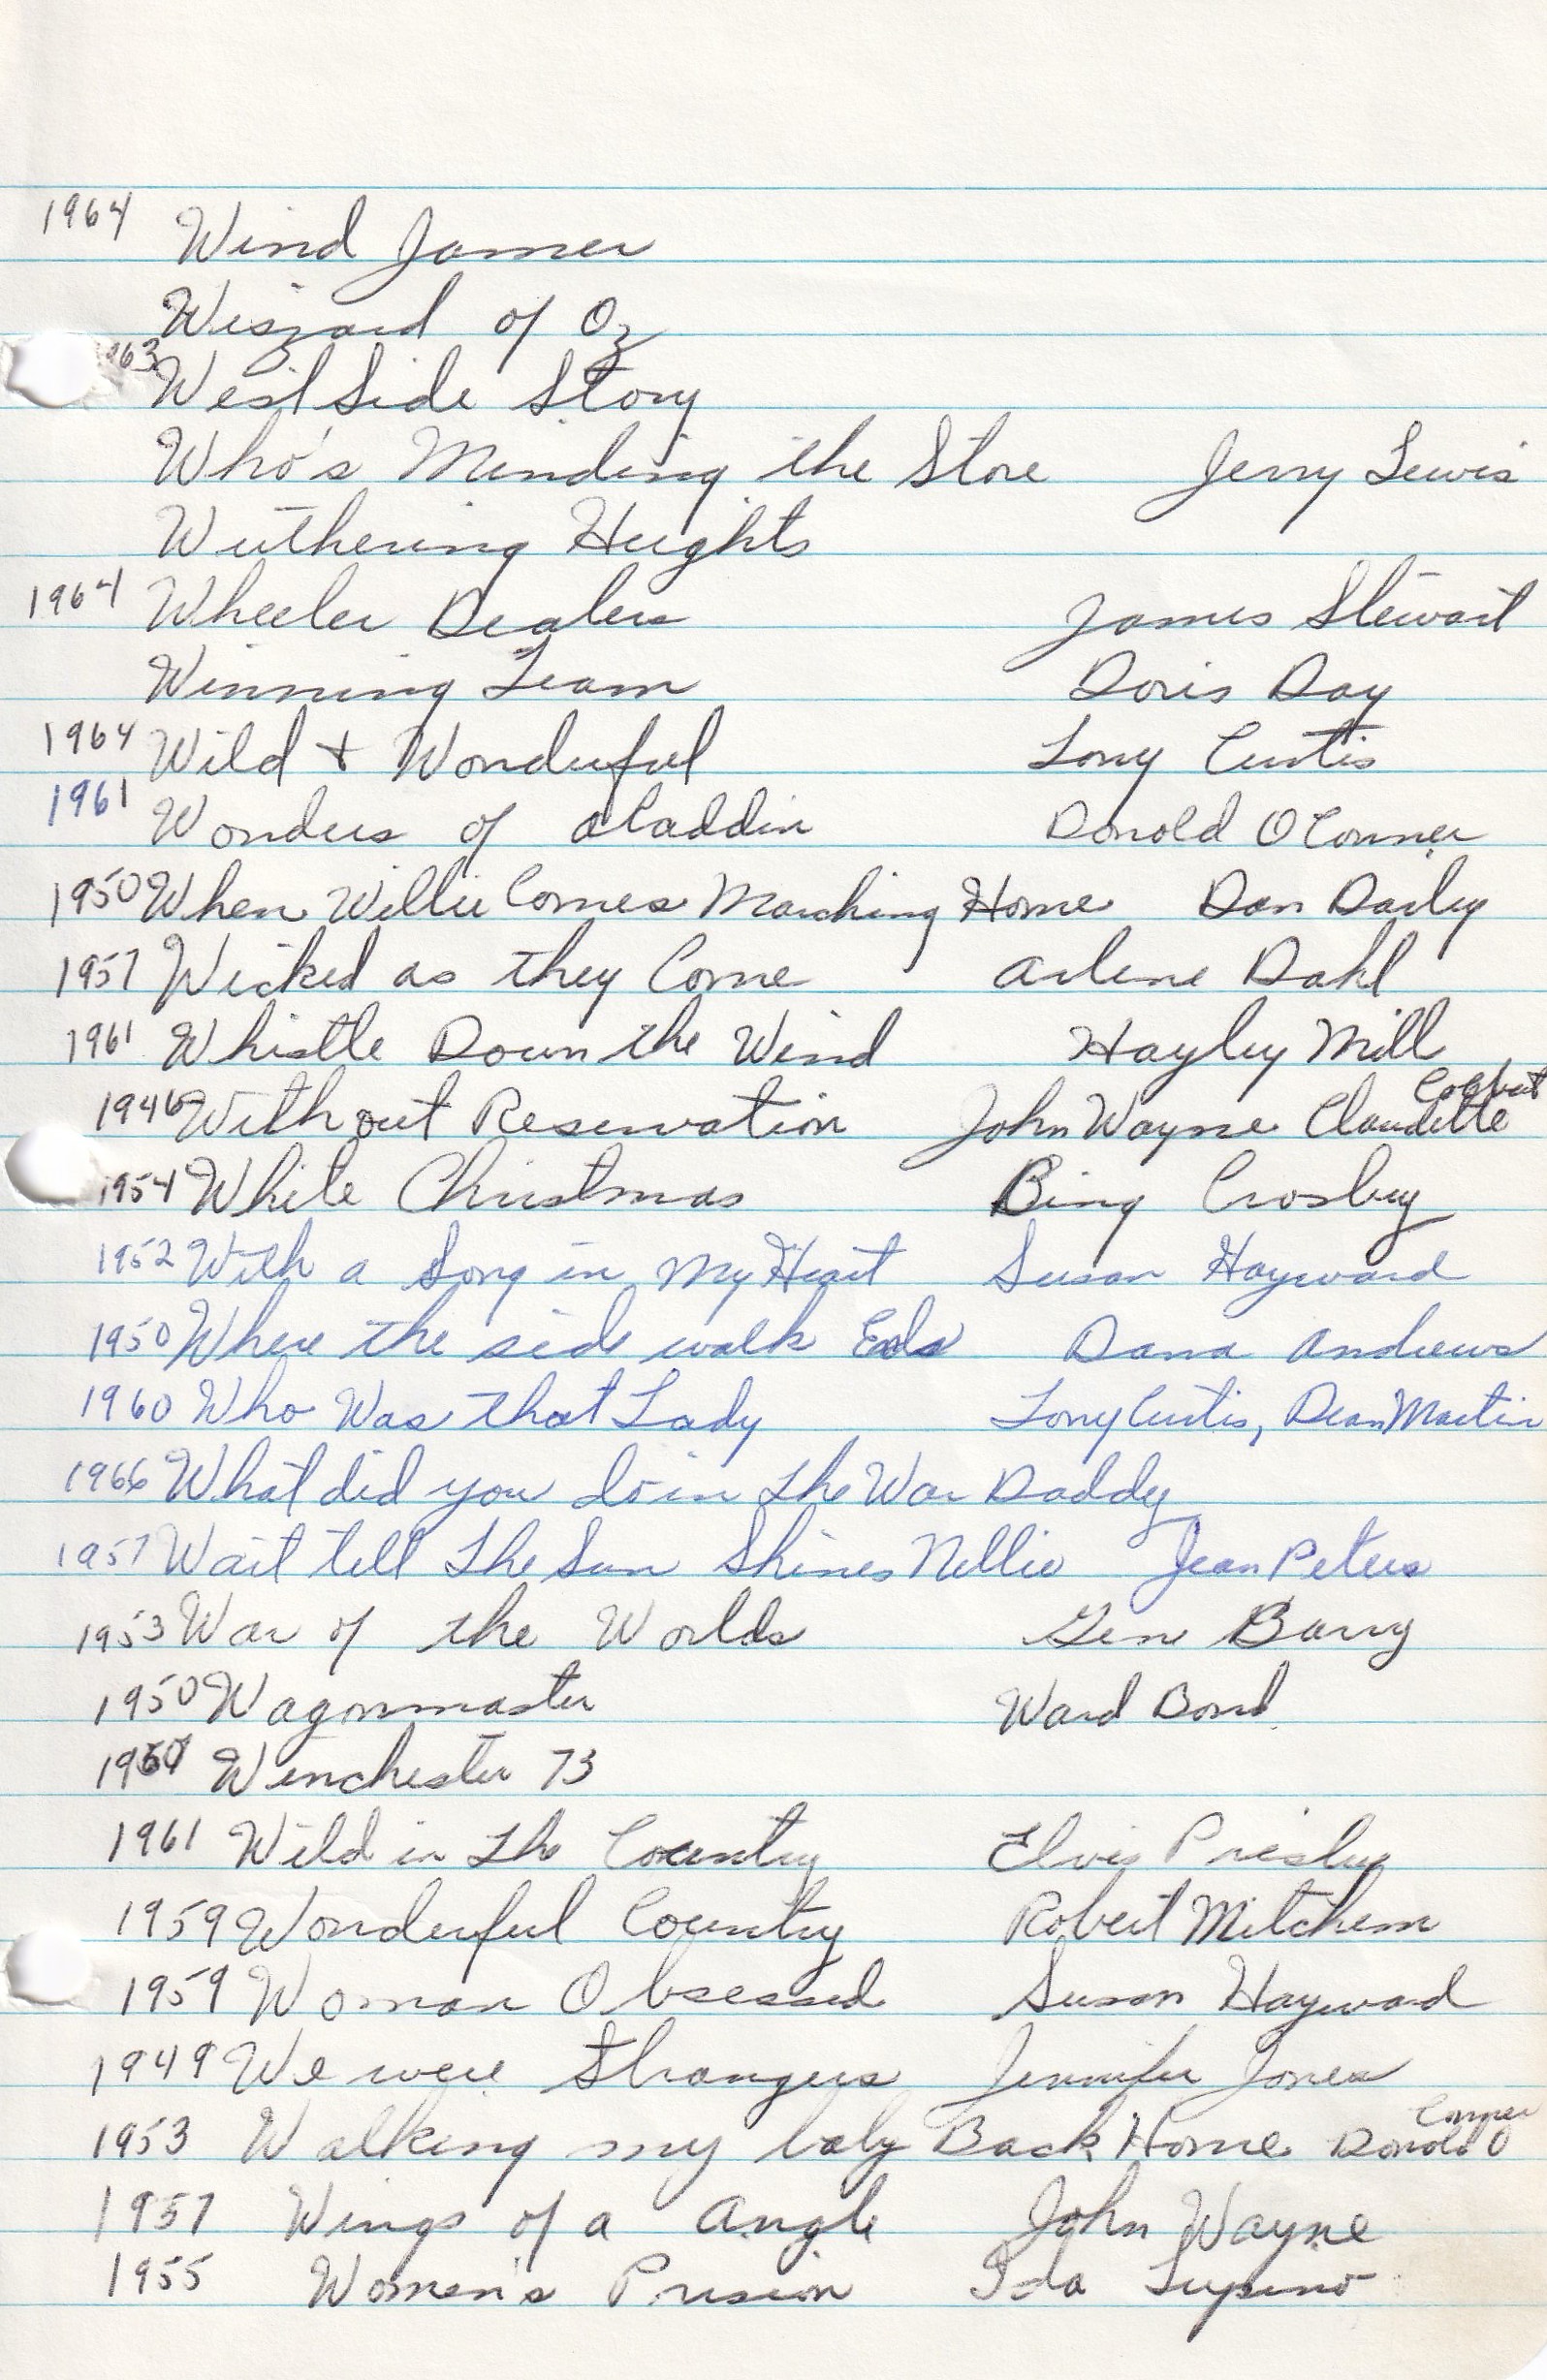 1964 Wind Jamer
Wiszard of Oz
963 West Side Story
Who's Minding the Store Jerry Lewis
Wuthering Heights
1964 Wheeler Dealers James Stewart
Winning Team Doris Day
1964 Wild + Wonderful Tony Curtis
1961 Wonders of Aladdin Donold O Conner
1950 When Willie Comes Marching Home Dan Daily
1957 Wicked as they Come Arlene Dahl
1961 Whistle Down the Wind Hayley Mill
1946 Without Reservation John Wayne Claudette Colbert
1954 White Christmas Bing Crosby
1952 With a Song in My Heart Susan Hayward
1950 Where the side walk Eds Dana Andrews
1960 Who Was that Lady Tony Curtis, Dean Martin
1966 What did you do in the War Daddy
1957 Wait till the Sun Shines Nellie Jean Peters
1953 War of the Worlds Gene Barry
1950 Wagonmaster Ward Bond
Winchester 73
1961 Wild in the Country Elvis Presley
1959 Wonderful Country Robert Mitchem
1959 Woman Obsessed Susan Hayward
1949 We were Strangers Jennifer Jones
1953 Walking my baby Back Home Donold O Conner
1957 Wings of a Angle John Wayne
1955 Women's Prision Ida Lupino